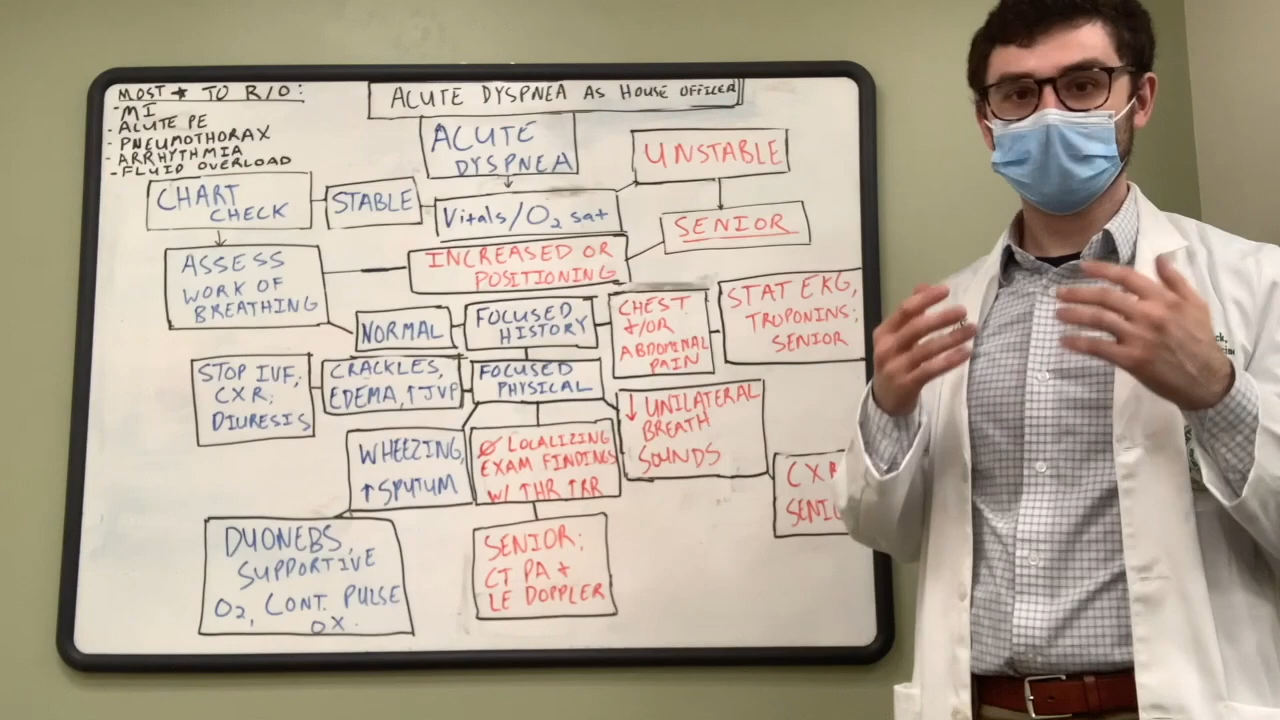 MOST ★ TO R/O:
- MI
- ACUTE PE
- PNEUMOTHORAX
- ARRHYTHMIA
- FLUID OVERLOAD
ACUTE DYSPNEA AS HOUSE OFFICER
ACUTE
DYSPNEA
UNSTABLE
CHART
CHECK
STABLE
Vitals/O2 sat
SENIOR
ASSESS
WORK OF
BREATHING
INCREASED OR
POSITIONING
NORMAL
FOCUSED
HISTORY
CHEST
+/OR
ABDOMINAL
PAIN
STAT EKG,
TROPONINS;
SENIOR
STOP IVF,
CXR;
DIURESIS
CRACKLES,
EDEMA, ↑JVP
FOCUSED
PHYSICAL
↓ UNILATERAL
BREATH
SOUNDS
WHEEZING,
↑SPUTUM
Ø LOCALIZING
EXAM FINDINGS
W/ THR TRR
CXR
DUONEBS,
SUPPORTIVE
O2, CONT. PULSE
OX.
SENIOR;
CT PA +
LE DOPPLER